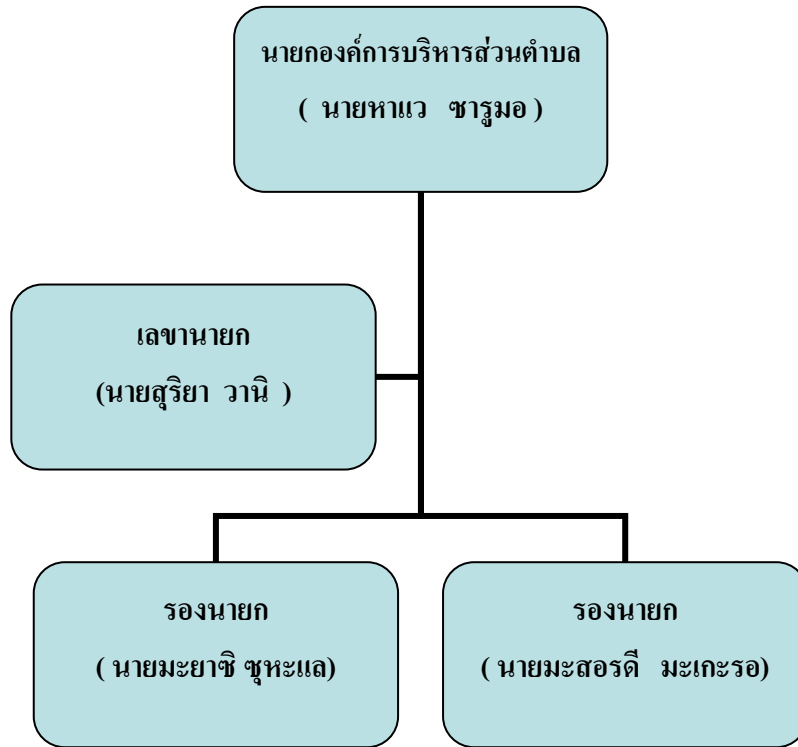 นายกองค์การบริหารส่วนตำบล
( นายหาแว ซารูมอ )
เลขานายก
(นายสุริยา วานิ )
รองนายก
( นายมะยาซิ ซุหะแล)
รองนายก
( นายมะสอรดี มะเกะรอ)